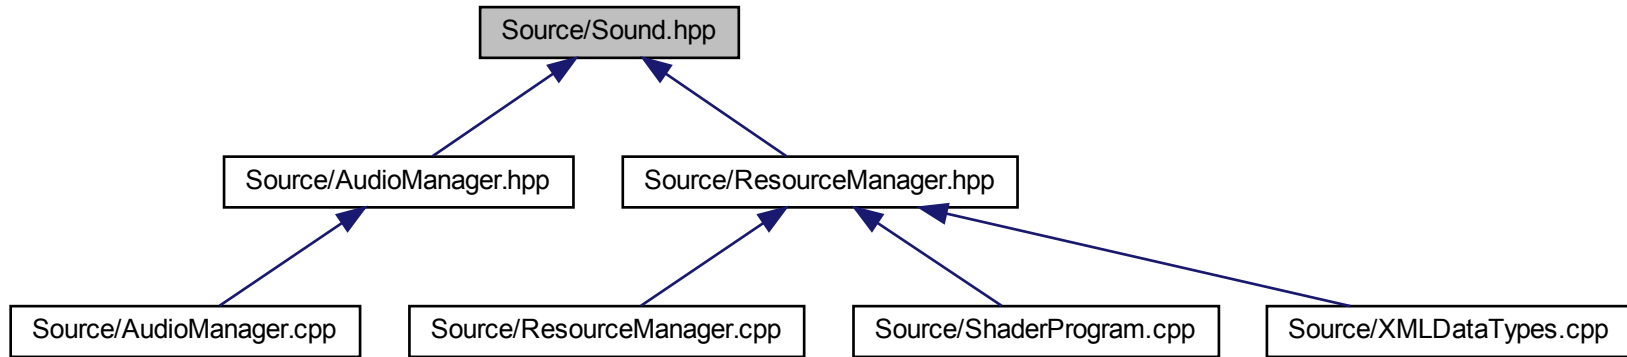 Source/Sound.hpp
Source/AudioManager.hpp
Source/ResourceManager.hpp
Source/AudioManager.cpp
Source/ResourceManager.cpp
Source/ShaderProgram.cpp
Source/XMLDataTypes.cpp